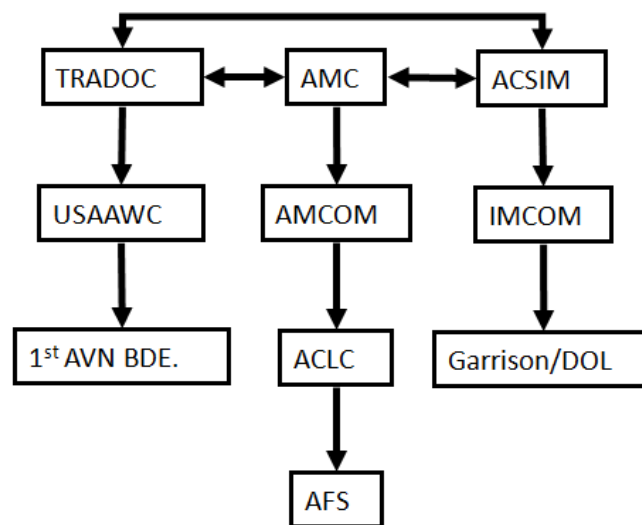 TRADOC
AMC
ACSIM
USAAWC
AMCOM
IMCOM
1st AVN BDE.
ACLC
Garrison/DOL
AFS